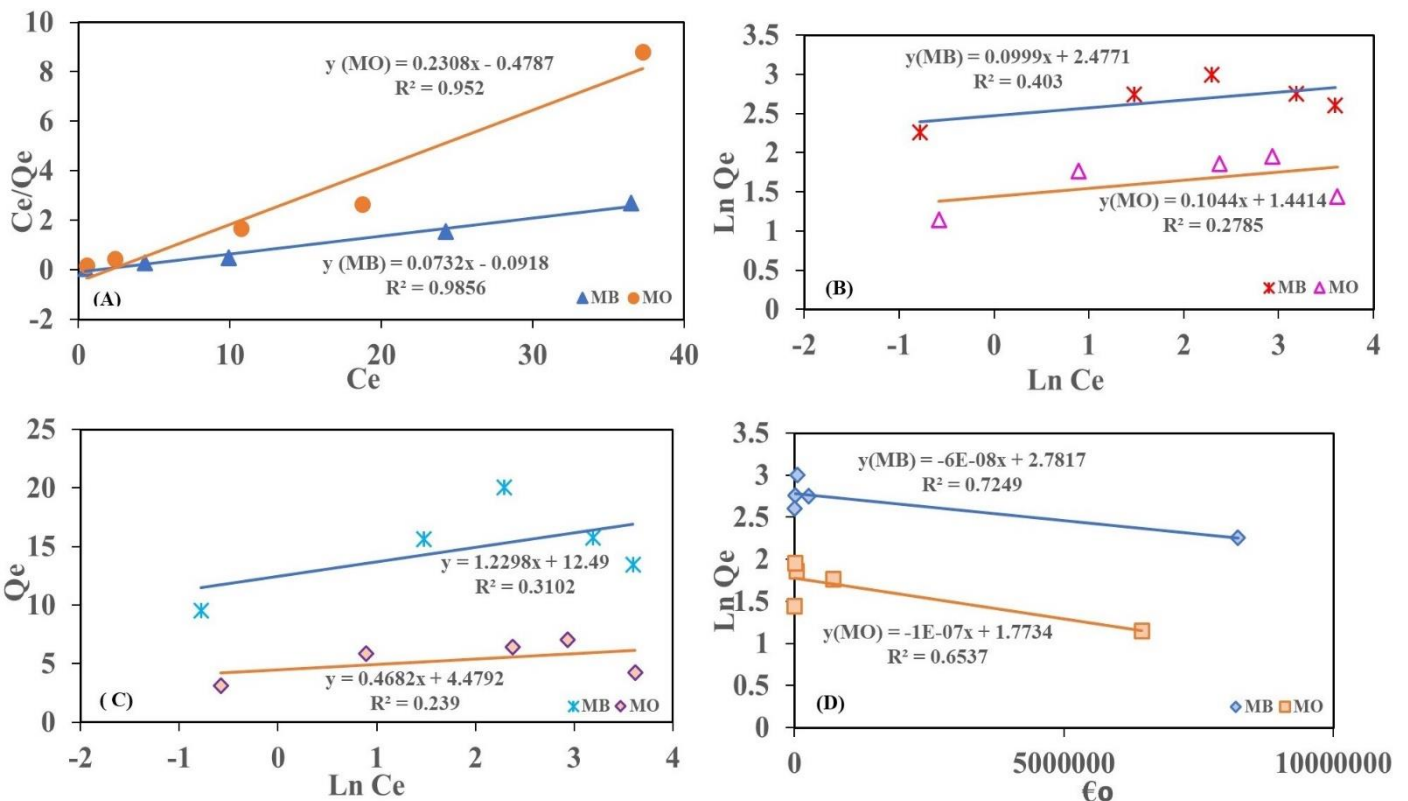 10
8
6
4
2
0
-2
Ce/Qe
y (MO) = 0.2308x - 0.4787
R² = 0.952
y (MB) = 0.0732x - 0.0918
R² = 0.9856
(A)
MB MO
0 10 20 30 40
Ce
3.5
3
2.5
2
1.5
1
0.5
0
Ln Qe
y(MB) = 0.0999x + 2.4771
R² = 0.403
y(MO) = 0.1044x + 1.4414
R² = 0.2785
(B)
MB MO
-2 -1 0 1 2 3 4
Ln Ce
25
20
15
10
5
0
Qe
y = 1.2298x + 12.49
R² = 0.3102
y = 0.4682x + 4.4792
R² = 0.239
( C)
MB MO
-2 -1 0 1 2 3 4
Ln Ce
3.5
3
2.5
2
1.5
1
0.5
0
Ln Qe
y(MB) = -6E-08x + 2.7817
R² = 0.7249
y(MO) = -1E-07x + 1.7734
R² = 0.6537
(D)
MB MO
0 5000000 10000000
€o